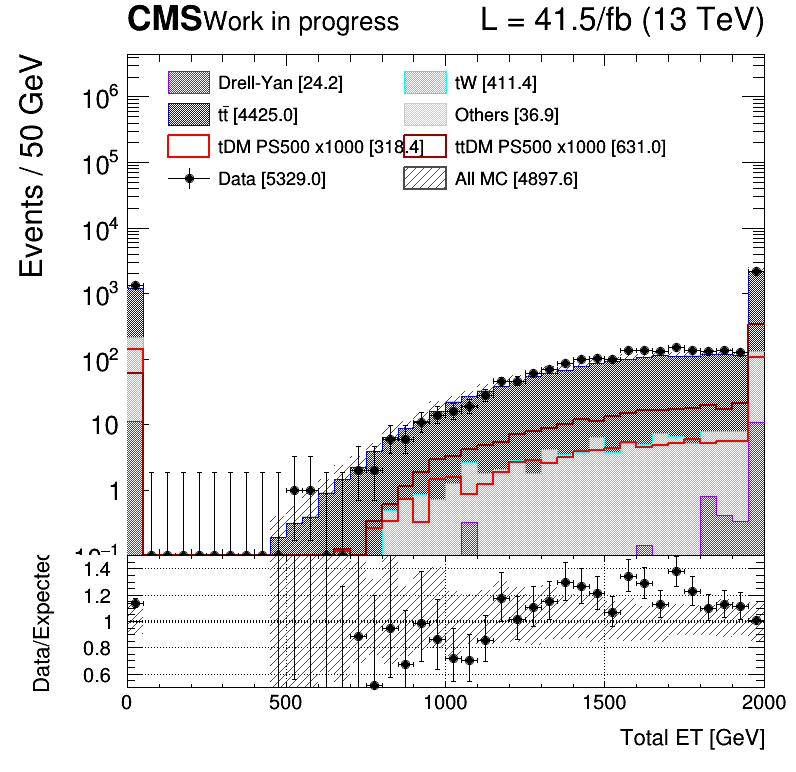 CMS Work in progress L = 41.5/fb (13 TeV)
Events / 50 GeV
Drell-Yan [24.2] tW [411.4]
tt̄ [4425.0] Others [36.9]
tDM PS500 x1000 [318.4] ttDM PS500 x1000 [631.0]
Data [5329.0] All MC [4897.6]
10⁶
10⁵
10⁴
10³
10²
10
1
10⁻¹
Data/Expected
1.4
1.2
1
0.8
0.6
0 500 1000 1500 2000
Total ET [GeV]